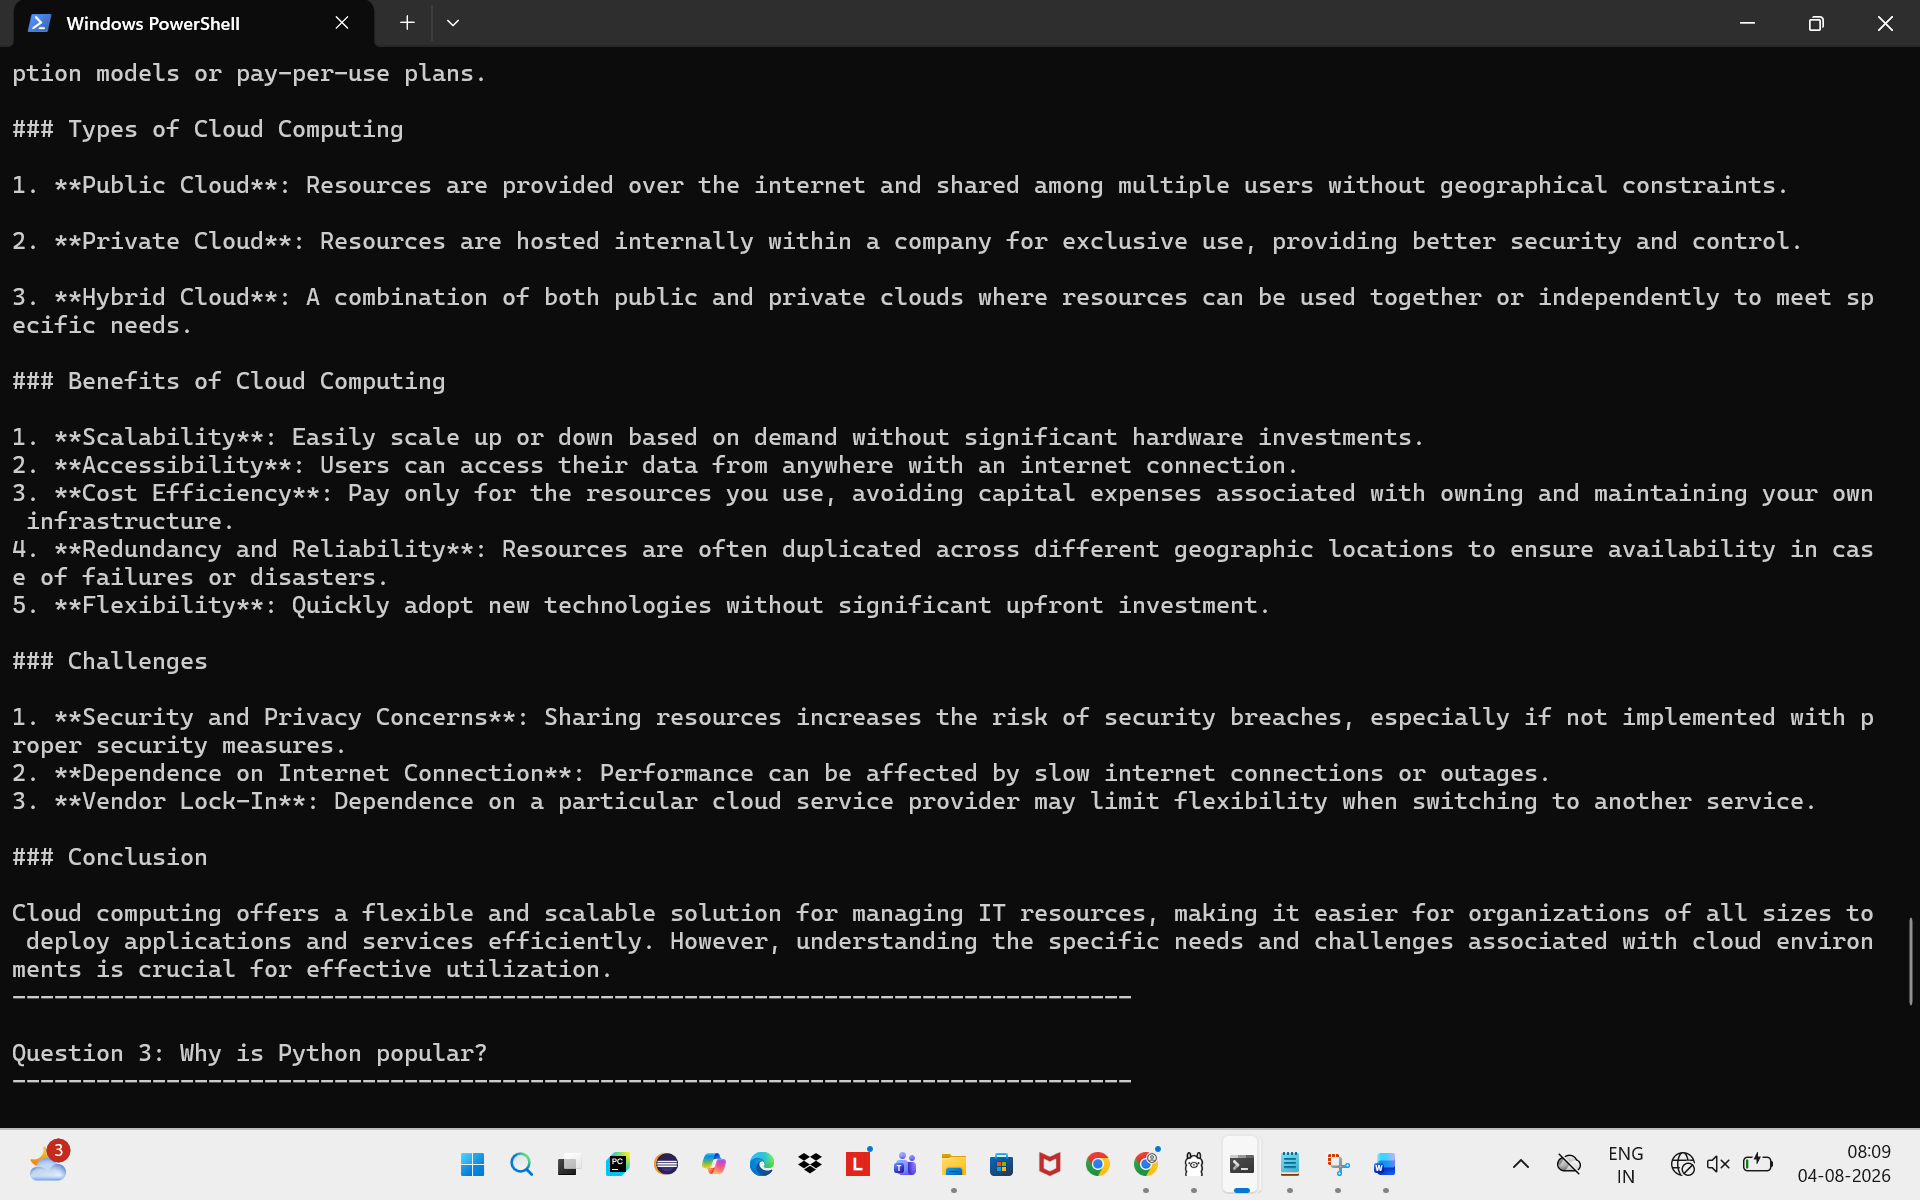 Windows PowerShell
ption models or pay-per-use plans.
### Types of Cloud Computing
1. **Public Cloud**: Resources are provided over the internet and shared among multiple users without geographical constraints.
2. **Private Cloud**: Resources are hosted internally within a company for exclusive use, providing better security and control.
3. **Hybrid Cloud**: A combination of both public and private clouds where resources can be used together or independently to meet sp
ecific needs.
### Benefits of Cloud Computing
1. **Scalability**: Easily scale up or down based on demand without significant hardware investments.
2. **Accessibility**: Users can access their data from anywhere with an internet connection.
3. **Cost Efficiency**: Pay only for the resources you use, avoiding capital expenses associated with owning and maintaining your own
 infrastructure.
4. **Redundancy and Reliability**: Resources are often duplicated across different geographic locations to ensure availability in cas
e of failures or disasters.
5. **Flexibility**: Quickly adopt new technologies without significant upfront investment.
### Challenges
1. **Security and Privacy Concerns**: Sharing resources increases the risk of security breaches, especially if not implemented with p
roper security measures.
2. **Dependence on Internet Connection**: Performance can be affected by slow internet connections or outages.
3. **Vendor Lock-In**: Dependence on a particular cloud service provider may limit flexibility when switching to another service.
### Conclusion
Cloud computing offers a flexible and scalable solution for managing IT resources, making it easier for organizations of all sizes to
 deploy applications and services efficiently. However, understanding the specific needs and challenges associated with cloud environ
ments is crucial for effective utilization.
--------------------------------------------------------------------------------
Question 3: Why is Python popular?
--------------------------------------------------------------------------------
3
PC
L
T
W
ENG
IN
08:09
04-08-2026